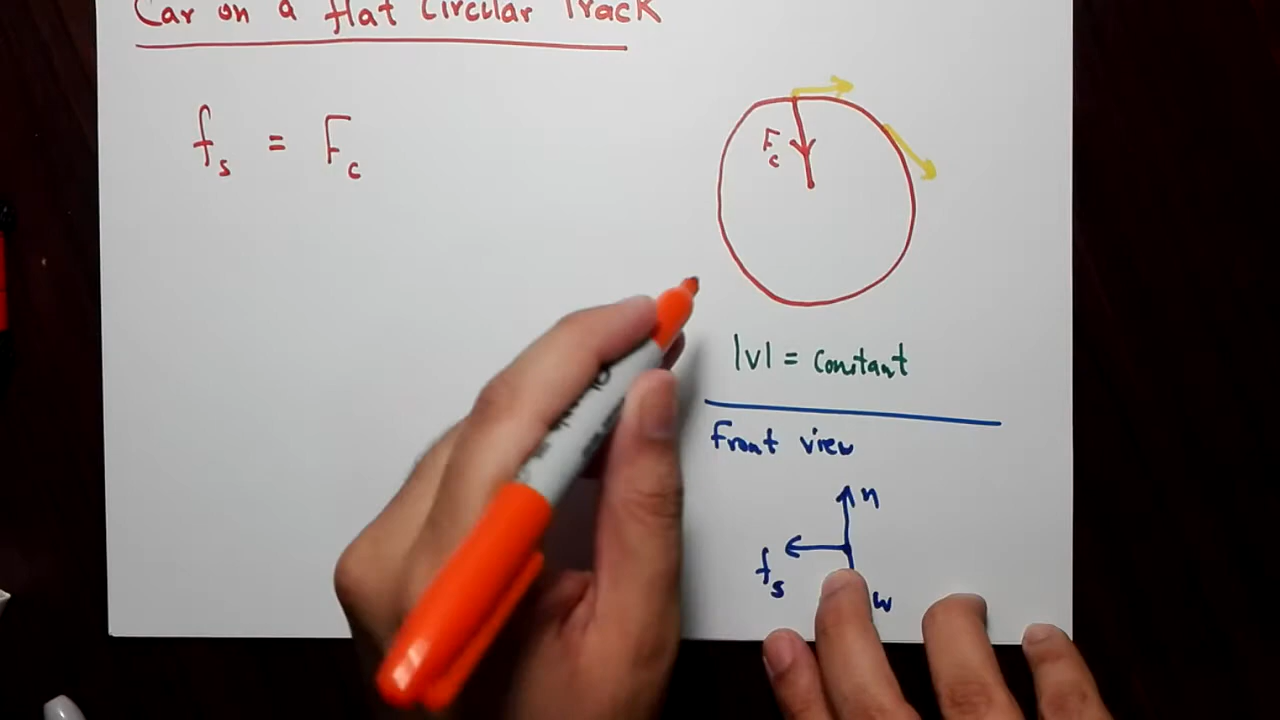 Car on a flat Circular Track
fs = Fc
Fc
|v| = constant
Front view
n
fs
w